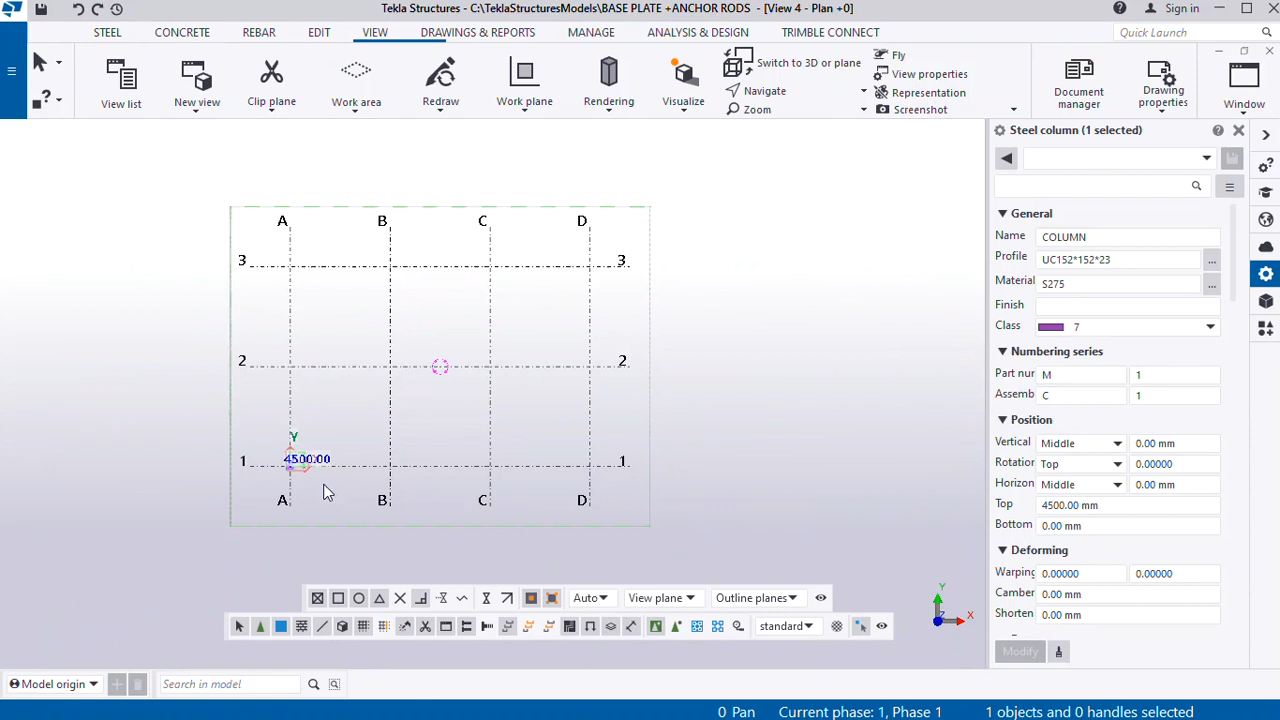 Tekla Structures - C:\TeklaStructuresModels\BASE PLATE +ANCHOR RODS - [View 4 - Plan +0]
Sign in
STEEL CONCRETE REBAR EDIT VIEW DRAWINGS & REPORTS MANAGE ANALYSIS & DESIGN TRIMBLE CONNECT
Quick Launch
View list
New view
Clip plane
Work area
Redraw
Work plane
Rendering
Visualize
Switch to 3D or plane
Navigate
Zoom
Fly
View properties
Representation
Screenshot
Document manager
Drawing properties
Window
Steel column (1 selected)
General
Name COLUMN
Profile UC152*152*23 ...
Material S275 ...
Finish
Class 7
Numbering series
Part nur M 1
Assemb C 1
Position
Vertical Middle 0.00 mm
Rotation Top 0.00000
Horizon Middle 0.00 mm
Top 4500.00 mm
Bottom 0.00 mm
Deforming
Warping 0.00000 0.00000
Camber 0.00 mm
Shorten 0.00 mm
Modify
A B C D
3 3
2 2
Y
1 4500.00 1
A B C D
Y
Z X
Auto View plane Outline planes
standard
Model origin
Search in model
0 Pan Current phase: 1, Phase 1 1 objects and 0 handles selected